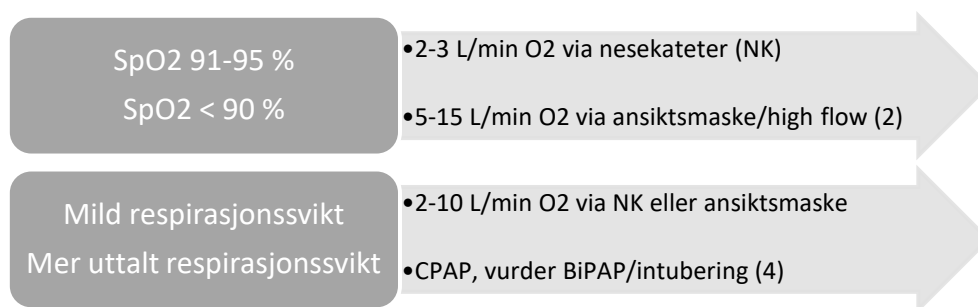 SpO2 91-95 %
SpO2 < 90 %
•2-3 L/min O2 via nesekateter (NK)
•5-15 L/min O2 via ansiktsmaske/high flow (2)
Mild respirasjonssvikt
Mer uttalt respirasjonssvikt
•2-10 L/min O2 via NK eller ansiktsmaske
•CPAP, vurder BiPAP/intubering (4)